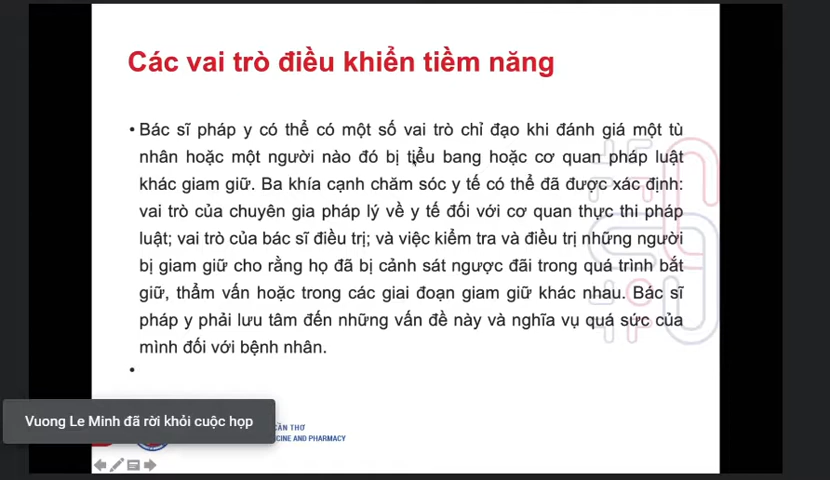 Các vai trò điều khiển tiềm năng
• Bác sĩ pháp y có thể có một số vai trò chỉ đạo khi đánh giá một tù
nhân hoặc một người nào đó bị tiểu bang hoặc cơ quan pháp luật
khác giam giữ. Ba khía cạnh chăm sóc y tế có thể đã được xác định:
vai trò của chuyên gia pháp lý về y tế đối với cơ quan thực thi pháp
luật; vai trò của bác sĩ điều trị; và việc kiểm tra và điều trị những người
bị giam giữ cho rằng họ đã bị cảnh sát ngược đãi trong quá trình bắt
giữ, thẩm vấn hoặc trong các giai đoạn giam giữ khác nhau. Bác sĩ
pháp y phải lưu tâm đến những vấn đề này và nghĩa vụ quá sức của
mình đối với bệnh nhân.
•
Vuong Le Minh đã rời khỏi cuộc họp
CẦN THƠ
CINE AND PHARMACY